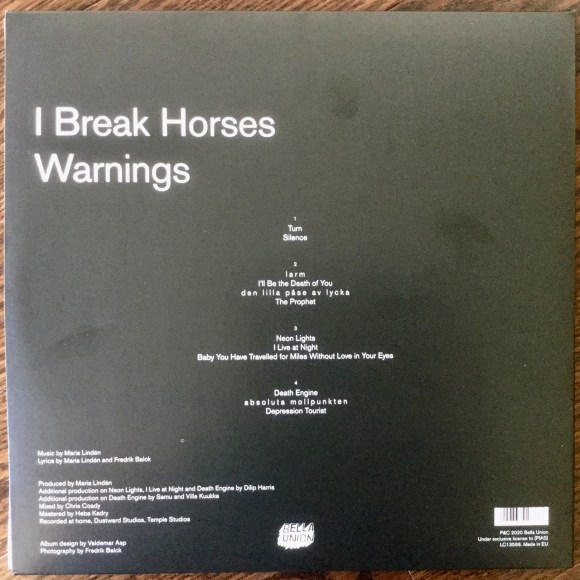 I Break Horses
Warnings
1
Turn
Silence
2
larm
I'll Be the Death of You
den lilla påse av lycka
The Prophet
3
Neon Lights
I Live at Night
Baby You Have Travelled for Miles Without Love in Your Eyes
4
Death Engine
absoluta mollpunkten
Depression Tourist
Music by Maria Lindén
Lyrics by Maria Lindén and Fredrik Balck
Produced by Maria Lindén
Additional production on Neon Lights, I Live at Night and Death Engine by Dilip Harris
Additional production on Death Engine by Samu and Ville Kuukka
Mixed by Chris Coady
Mastered by Heba Kadry
Recorded at home, Dustward Studios, Temple Studios
Album design by Valdemar Asp
Photography by Fredrik Balck
BELLA
UNION
P&C 2020 Bella Union
Under exclusive license to [PIAS]
LC13566. Made in EU